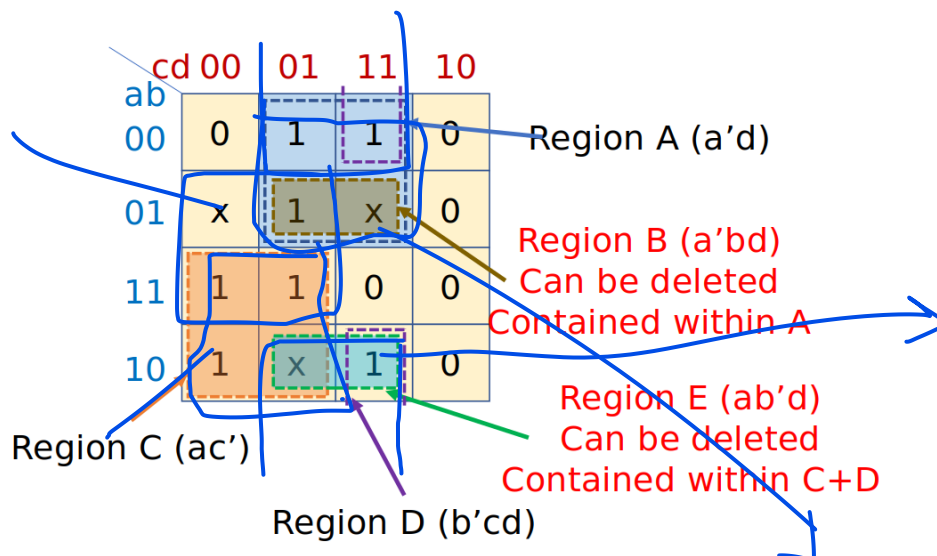 cd 00 01 11 10
ab
00 0 1 1 0
Region A (a’d)
01 x 1 x 0
Region B (a’bd)
Can be deleted
Contained within A
11 1 1 0 0
10 1 x 1 0
Region E (ab’d)
Can be deleted
Contained within C+D
Region C (ac’)
Region D (b’cd)